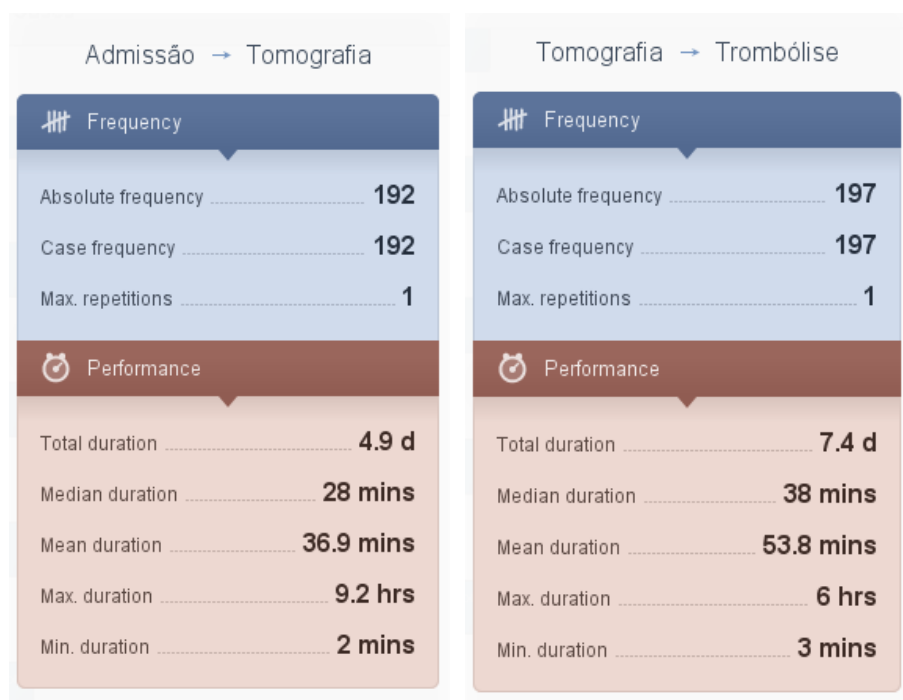 Admissão → Tomografia
Frequency
Absolute frequency 192
Case frequency 192
Max. repetitions 1
Performance
Total duration 4.9 d
Median duration 28 mins
Mean duration 36.9 mins
Max. duration 9.2 hrs
Min. duration 2 mins
Tomografia → Trombólise
Frequency
Absolute frequency 197
Case frequency 197
Max. repetitions 1
Performance
Total duration 7.4 d
Median duration 38 mins
Mean duration 53.8 mins
Max. duration 6 hrs
Min. duration 3 mins